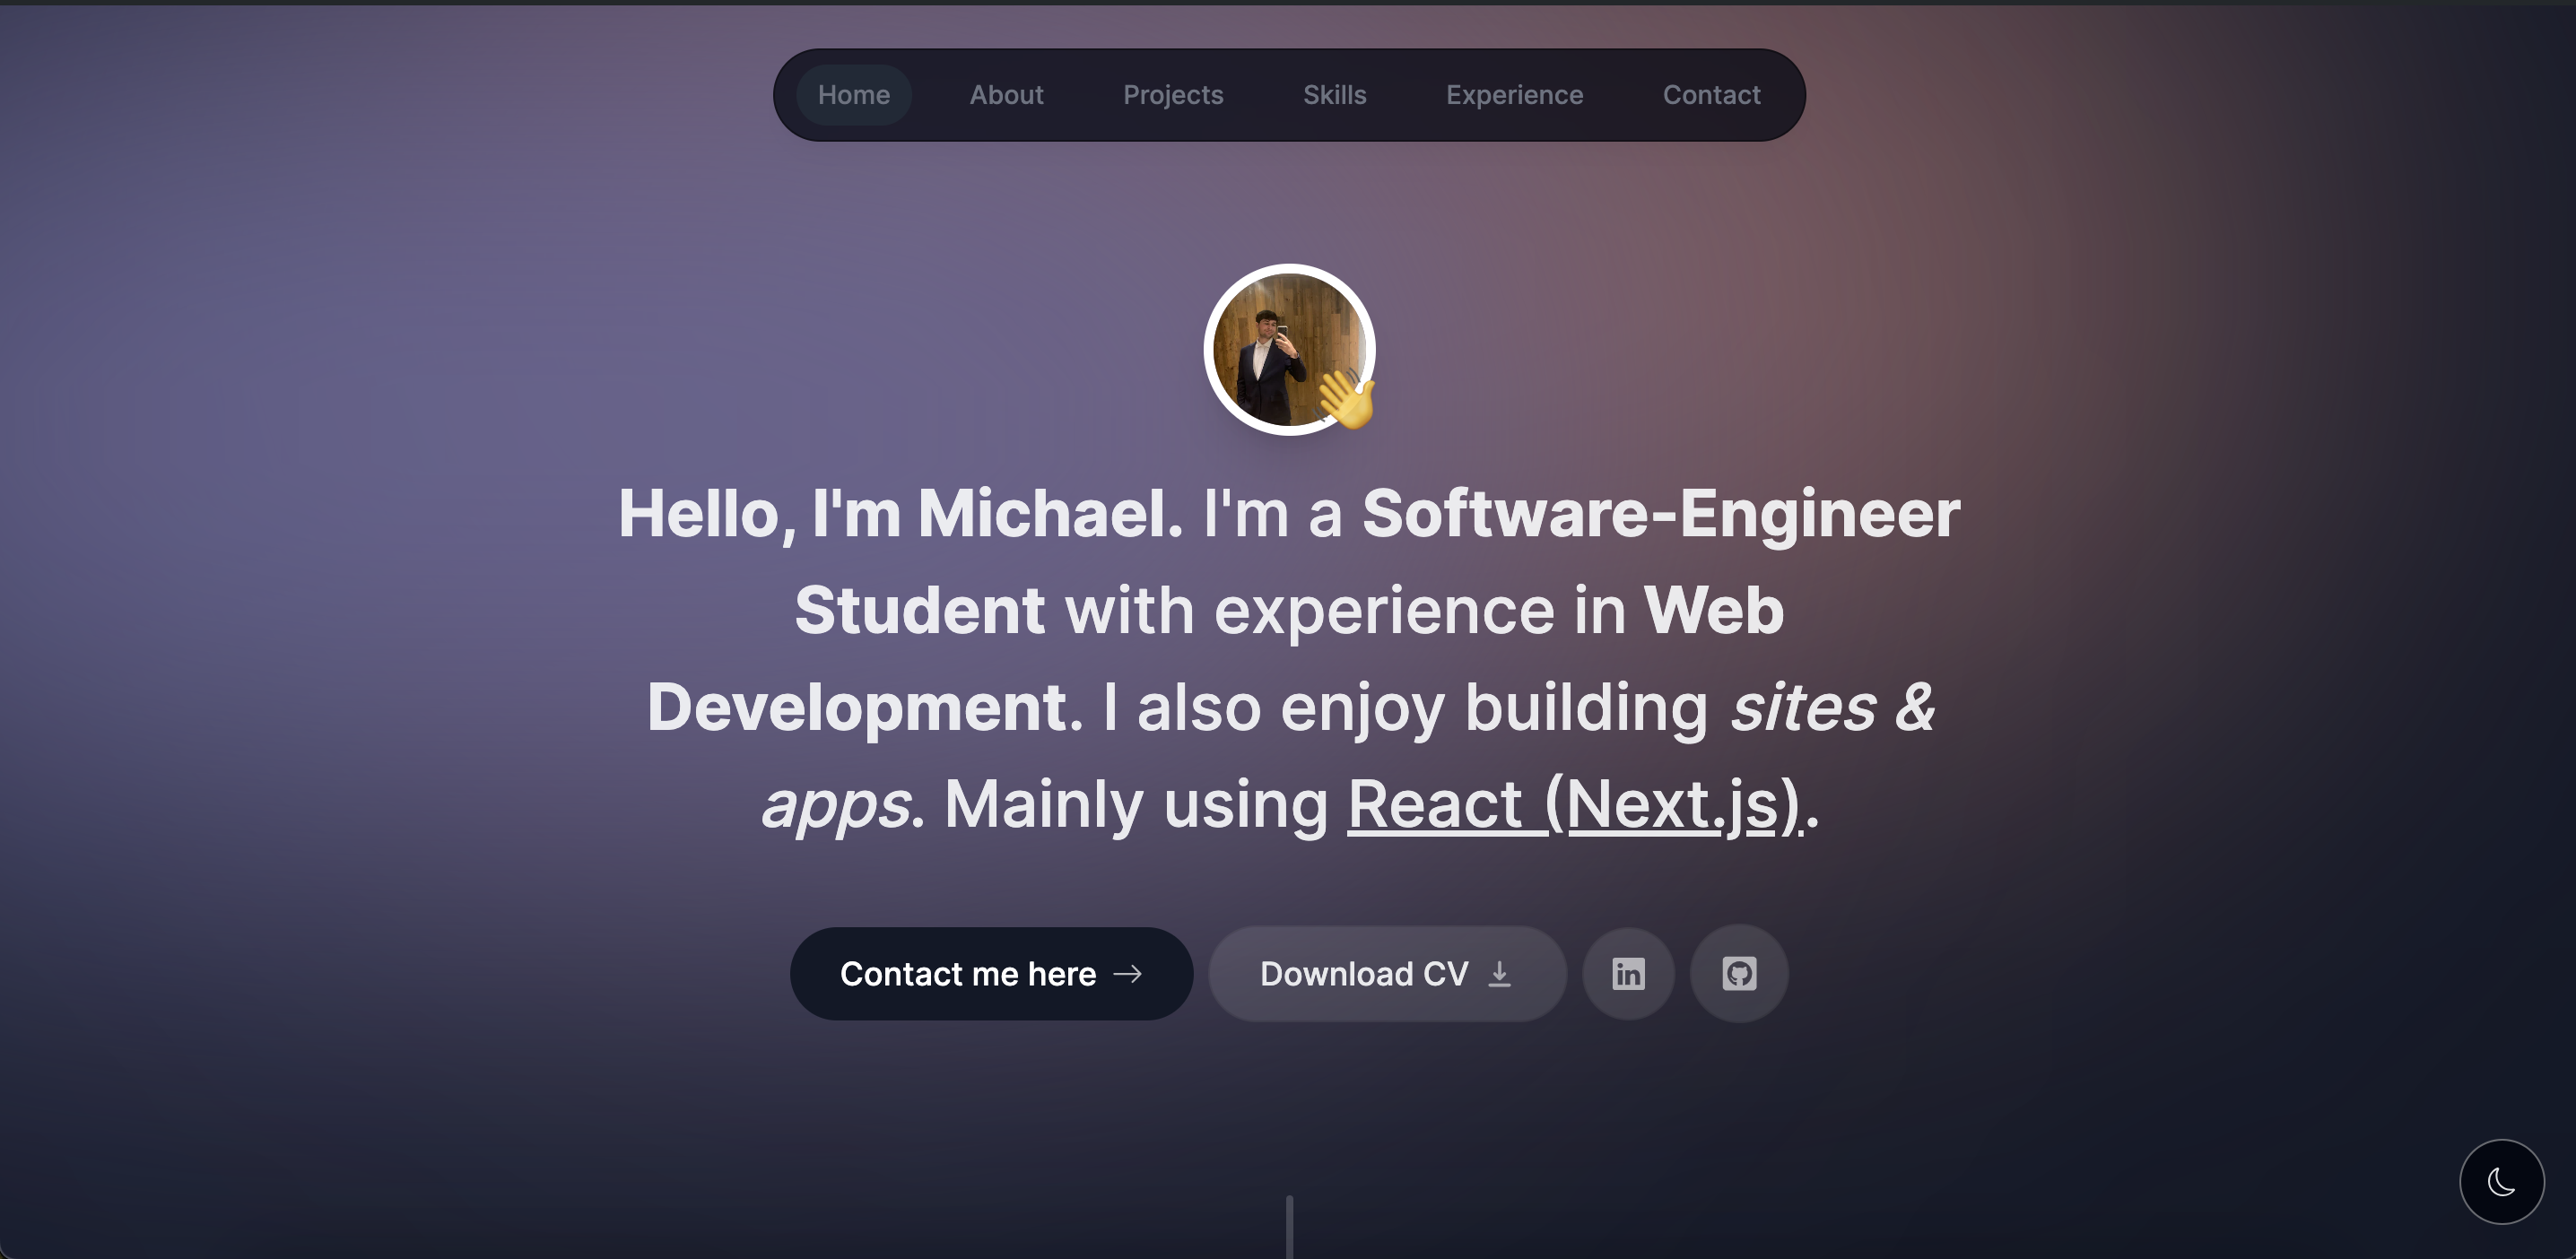 Home About Projects Skills Experience Contact
Hello, I'm Michael. I'm a Software-Engineer
Student with experience in Web
Development. I also enjoy building sites &
apps. Mainly using React (Next.js).
Contact me here Download CV in